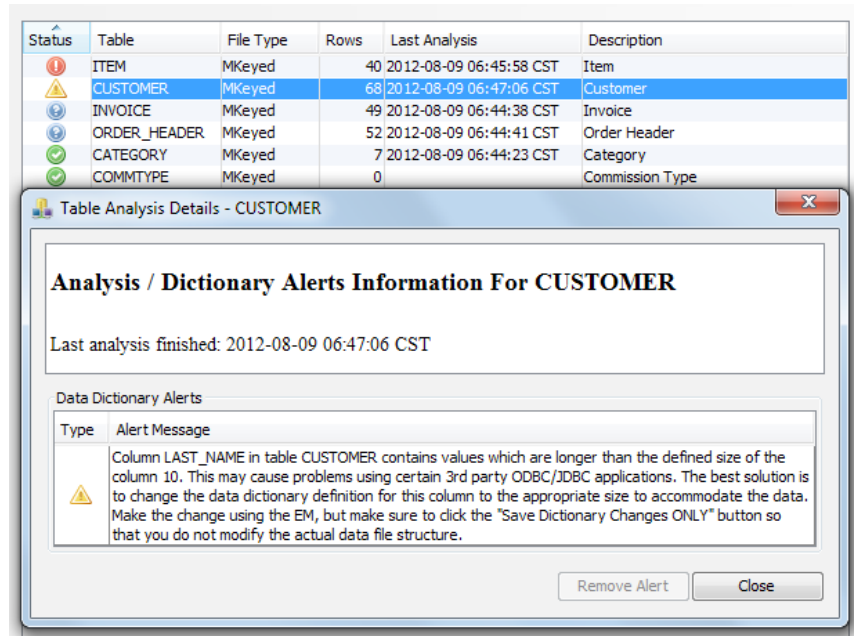 Status Table File Type Rows Last Analysis Description
ITEM MKeyed 40 2012-08-09 06:45:58 CST Item
CUSTOMER MKeyed 68 2012-08-09 06:47:06 CST Customer
INVOICE MKeyed 49 2012-08-09 06:44:38 CST Invoice
ORDER_HEADER MKeyed 52 2012-08-09 06:44:41 CST Order Header
CATEGORY MKeyed 7 2012-08-09 06:44:23 CST Category
COMMTYPE MKeyed 0 Commission Type
Table Analysis Details - CUSTOMER
Analysis / Dictionary Alerts Information For CUSTOMER
Last analysis finished: 2012-08-09 06:47:06 CST
Data Dictionary Alerts
Type Alert Message
Column LAST_NAME in table CUSTOMER contains values which are longer than the defined size of the
column 10. This may cause problems using certain 3rd party ODBC/JDBC applications. The best solution is
to change the data dictionary definition for this column to the appropriate size to accommodate the data.
Make the change using the EM, but make sure to click the "Save Dictionary Changes ONLY" button so
that you do not modify the actual data file structure.
Remove Alert Close